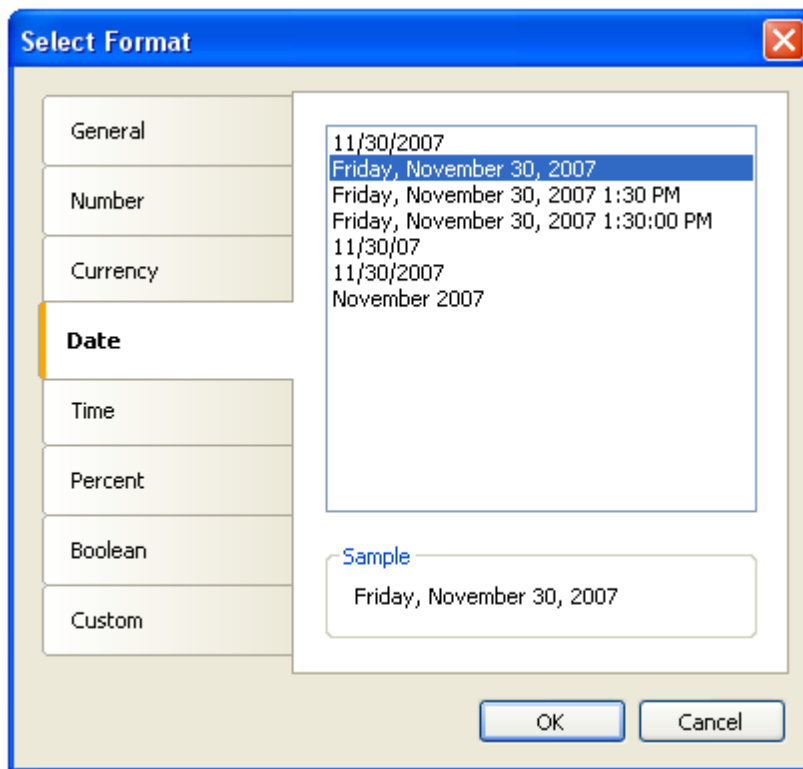 Select Format
General
Number
Currency
Date
Time
Percent
Boolean
Custom
11/30/2007
Friday, November 30, 2007
Friday, November 30, 2007 1:30 PM
Friday, November 30, 2007 1:30:00 PM
11/30/07
11/30/2007
November 2007
Sample
Friday, November 30, 2007
OK
Cancel